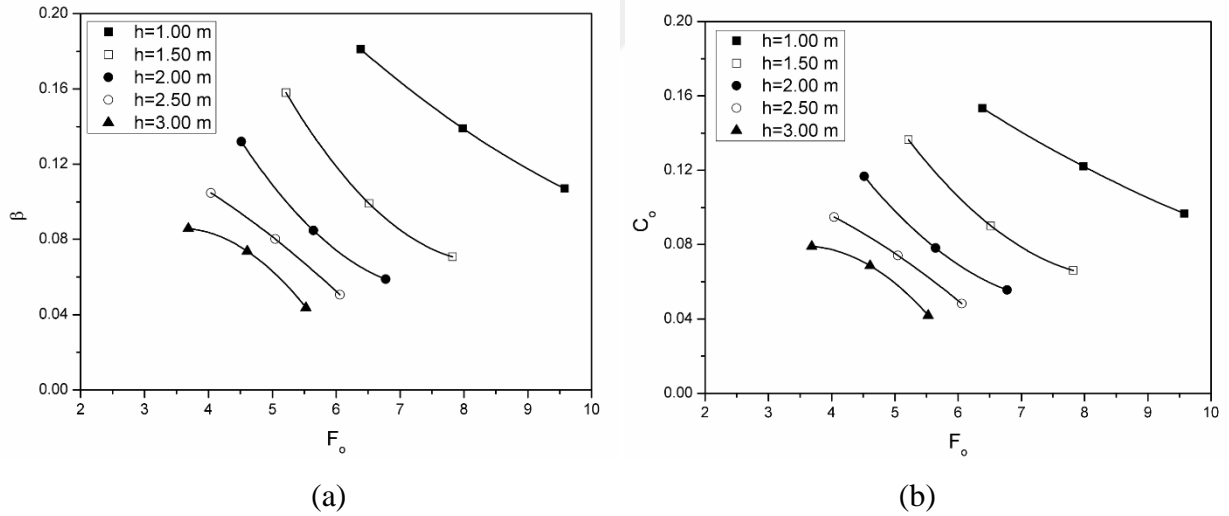 0.20
0.16
0.12
0.08
0.04
0.00
β
h=1.00 m
h=1.50 m
h=2.00 m
h=2.50 m
h=3.00 m
2 3 4 5 6 7 8 9 10
Fo
(a)
0.20
0.16
0.12
0.08
0.04
0.00
Co
h=1.00 m
h=1.50 m
h=2.00 m
h=2.50 m
h=3.00 m
2 3 4 5 6 7 8 9 10
Fo
(b)